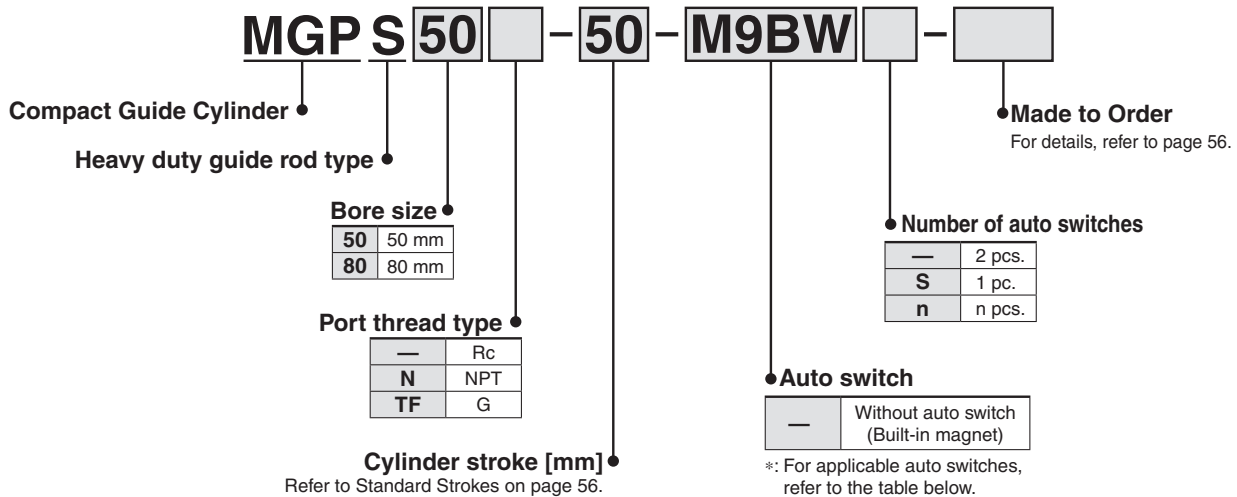 MGP S 50 - 50 - M9BW -
Compact Guide Cylinder
Heavy duty guide rod type
Bore size
50 50 mm
80 80 mm
Port thread type
— Rc
N NPT
TF G
Cylinder stroke [mm]
Refer to Standard Strokes on page 56.
Made to Order
For details, refer to page 56.
Number of auto switches
— 2 pcs.
S 1 pc.
n n pcs.
Auto switch
— Without auto switch
(Built-in magnet)
*: For applicable auto switches,
refer to the table below.